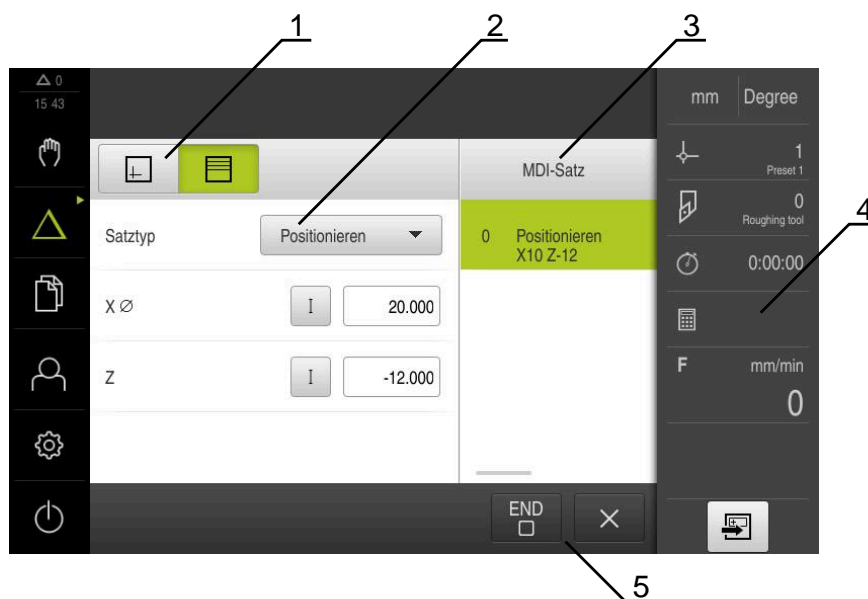 1 2 3
0
15 43
mm Degree
1
Preset 1
MDI-Satz
0
Roughing tool
4
Satztyp Positionieren
0 Positionieren
X10 Z-12
0:00:00
X ⌀ I 20.000
F mm/min
0
Z I -12.000
END
5